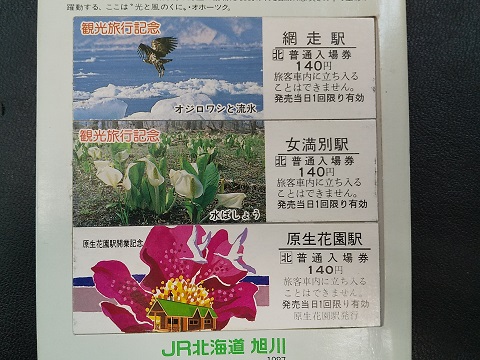 躍動する、ここは"光と風のくに"・オホーツク。
観光旅行記念
オジロワシと流氷
網走駅
北 普通入場券
140円
旅客車内に立ち入る
ことはできません。
発売当日1回限り有効
観光旅行記念
水ばしょう
女満別駅
北 普通入場券
140円
旅客車内に立ち入る
ことはできません。
発売当日1回限り有効
原生花園駅開業記念
原生花園駅
北 普通入場券
140円
旅客車内に立ち入る
ことはできません。
発売当日1回限り有効
原生花園駅発行
JR北海道 旭川
1987